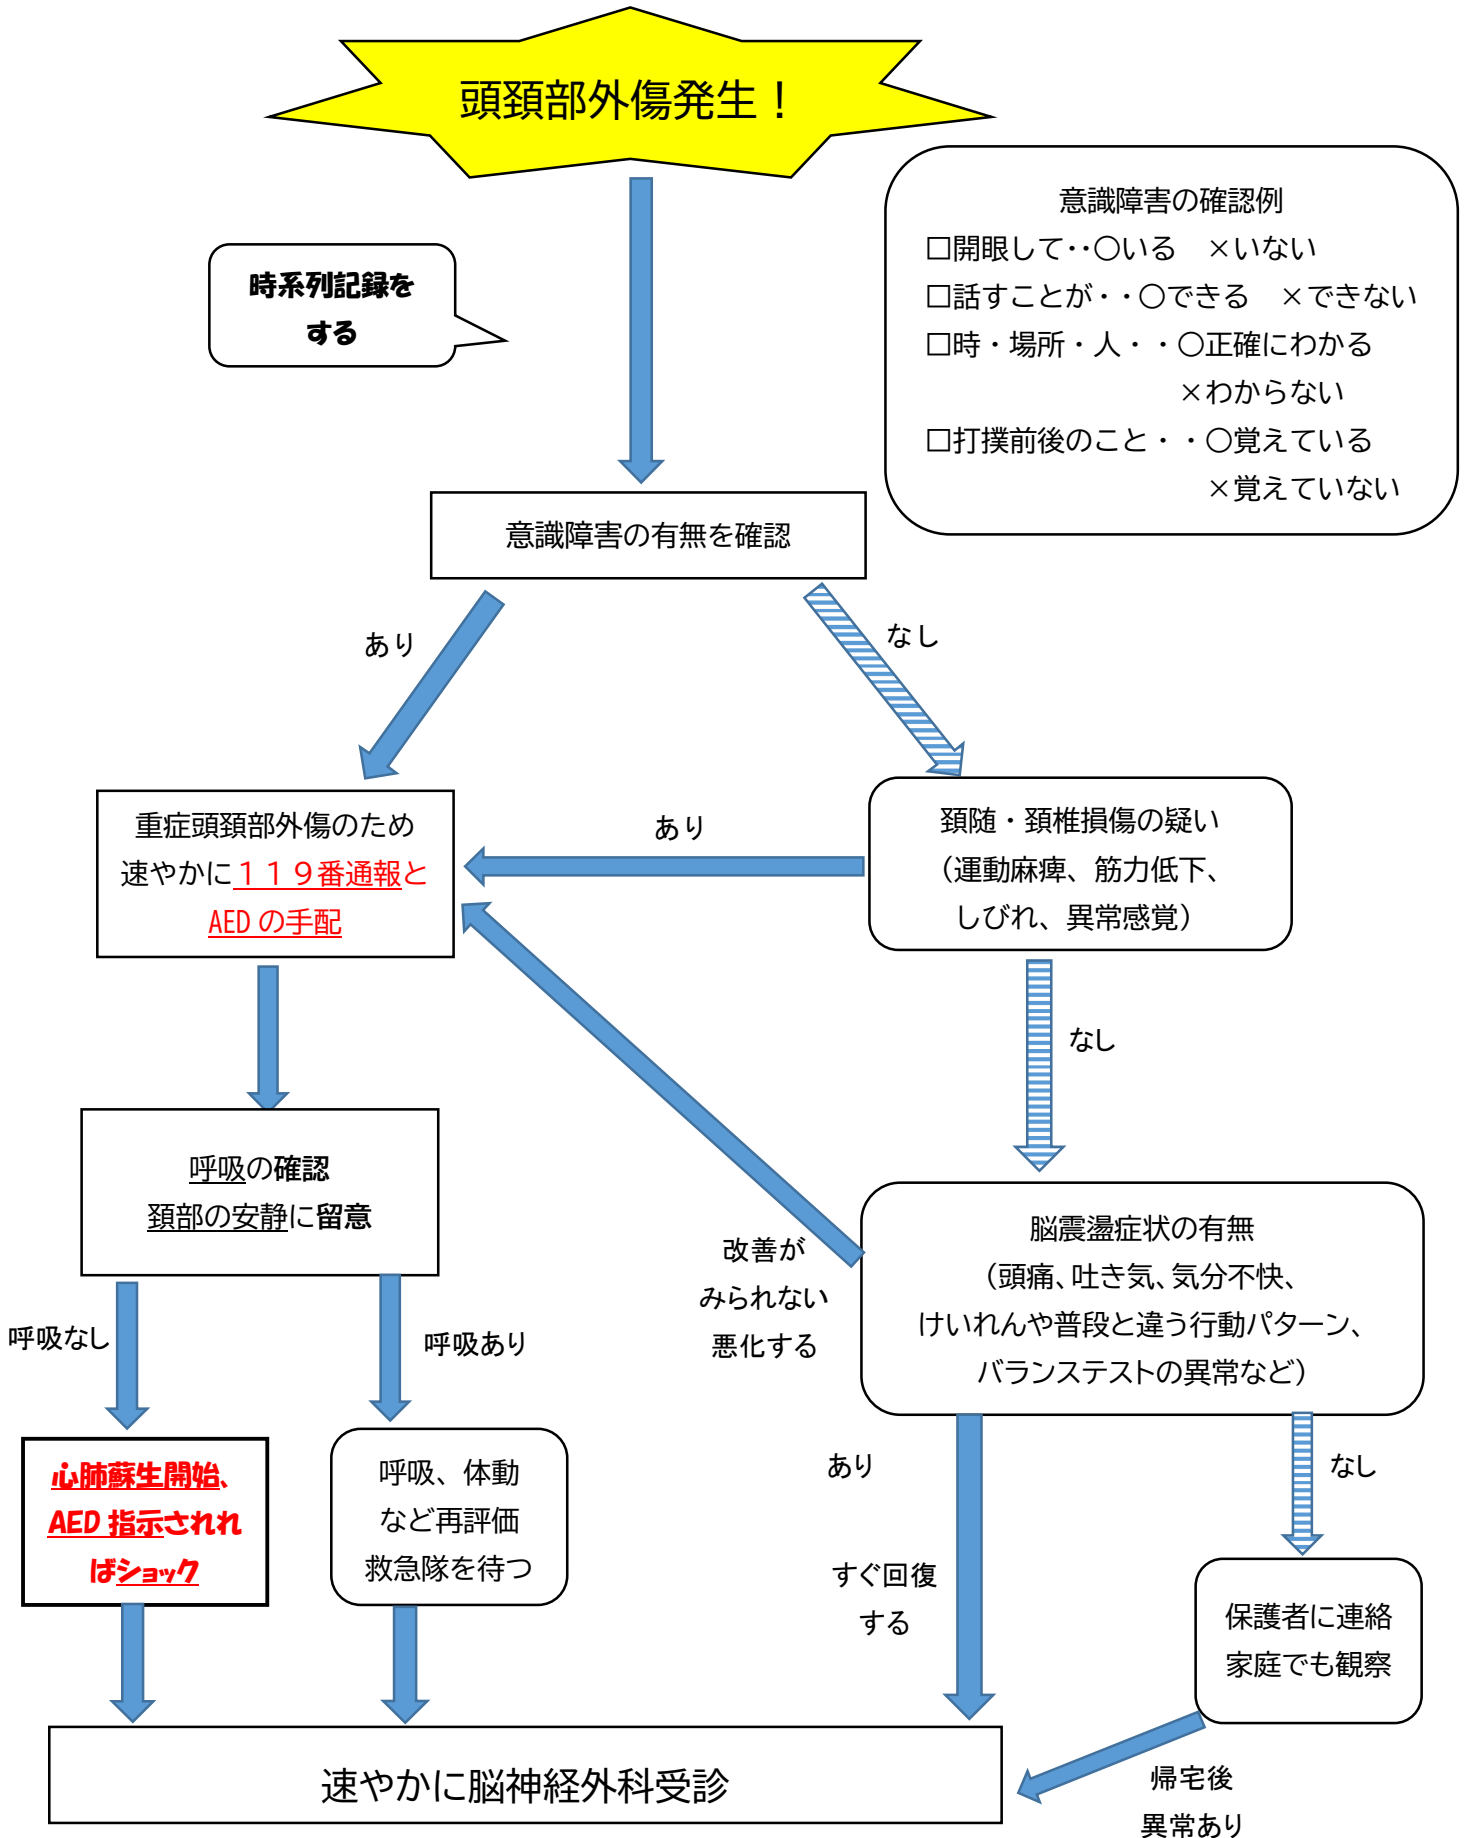 頭頚部外傷発生！
意識障害の確認例
□開眼して・・〇いる　×いない
□話すことが・・〇できる　×できない
□時・場所・人・・〇正確にわかる
×わからない
□打撲前後のこと・・〇覚えている
×覚えていない
時系列記録を
する
意識障害の有無を確認
あり
なし
重症頭頚部外傷のため
速やかに１１９番通報と
AED の手配
あり
頚随・頚椎損傷の疑い
（運動麻痺、筋力低下、
しびれ、異常感覚）
なし
呼吸の確認
頚部の安静に留意
改善が
みられない
悪化する
脳震盪症状の有無
（頭痛、吐き気、気分不快、
けいれんや普段と違う行動パターン、
バランステストの異常など）
呼吸なし
呼吸あり
心肺蘇生開始、
AED 指示されれ
ばショック
呼吸、体動
など再評価
救急隊を待つ
あり
すぐ回復
する
なし
保護者に連絡
家庭でも観察
速やかに脳神経外科受診
帰宅後
異常あり